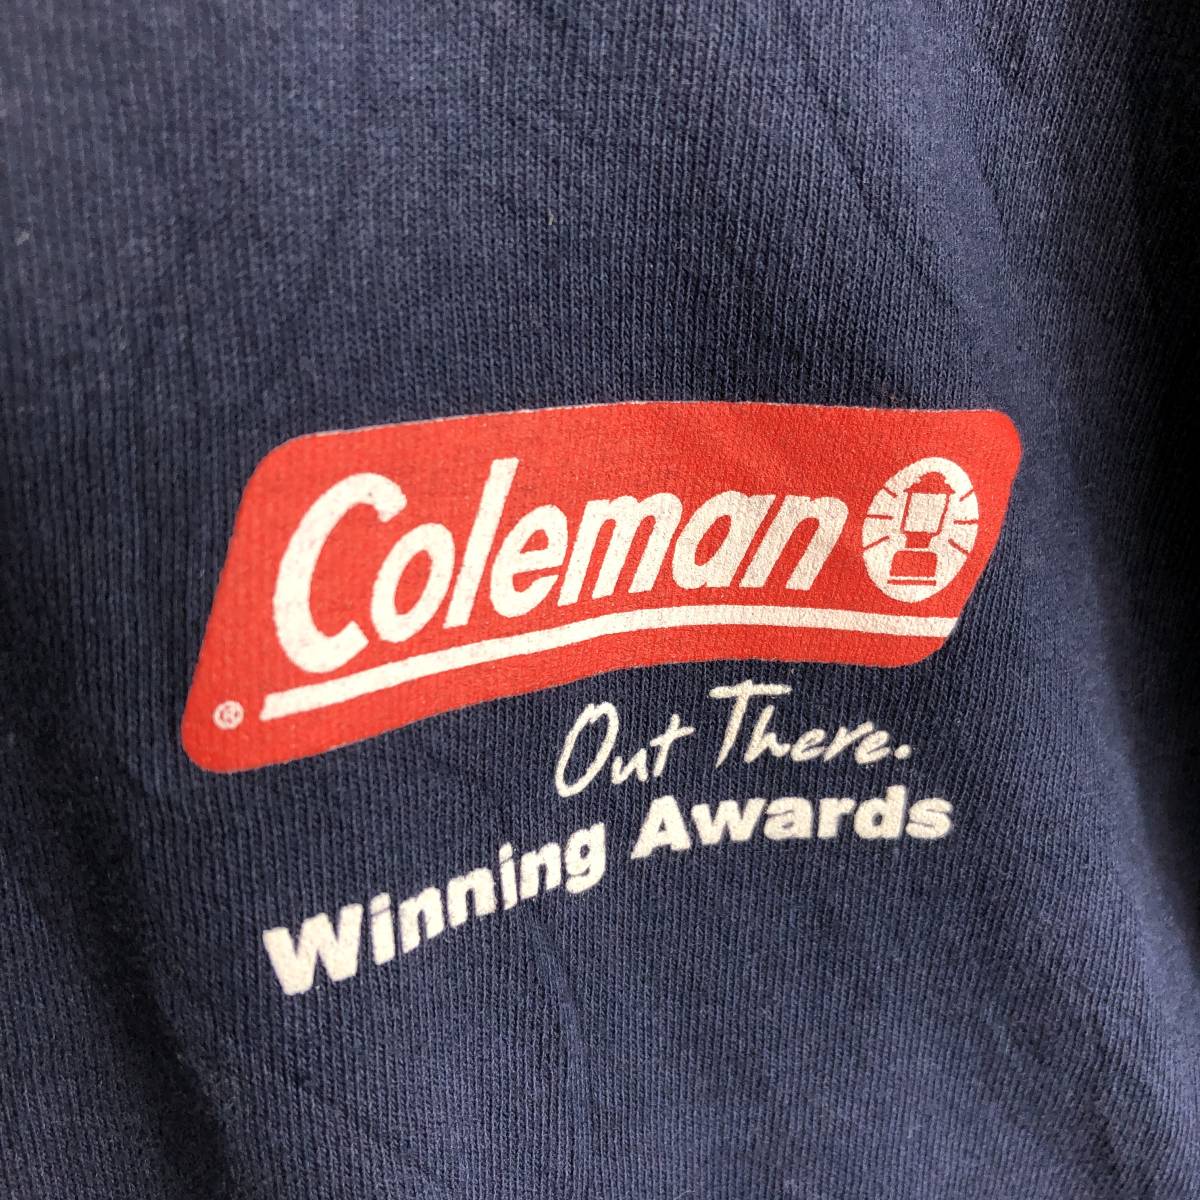 Coleman
®
Out There.
Winning Awards